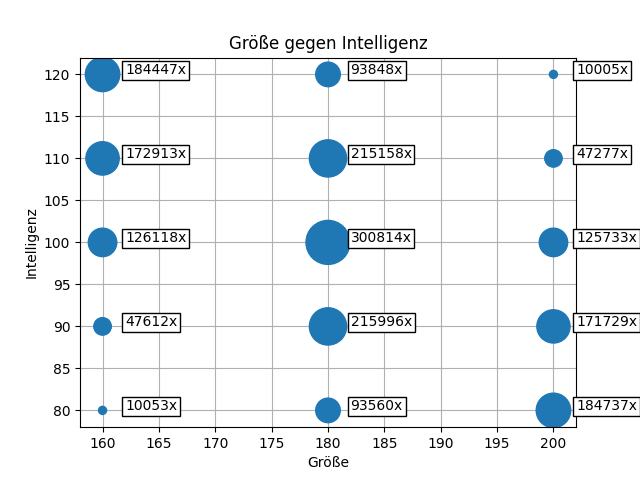 Größe gegen Intelligenz
120
115
110
105
100
95
90
85
80
Intelligenz
184447x
93848x
10005x
172913x
215158x
47277x
126118x
300814x
125733x
47612x
215996x
171729x
10053x
93560x
184737x
160
165
170
175
180
185
190
195
200
Größe